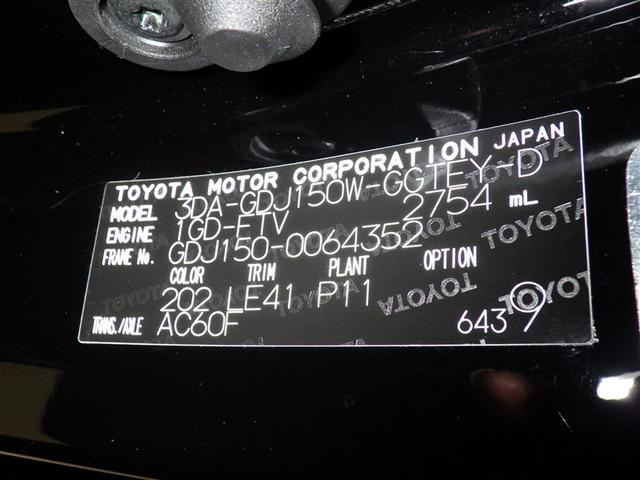 TOYOTA MOTOR CORPORATION JAPAN
MODEL 3DA-GDJ150W-GGTEY-D
ENGINE 1GD-FTV 2754 mL
FRAME No. GDJ150-0064352
COLOR TRIM PLANT OPTION
202 LE41 P11
TRANS./AXLE AC60F 6439